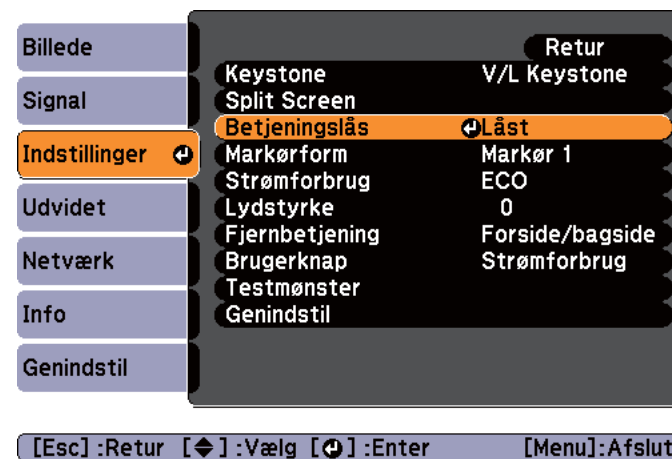 Billede
Signal
Indstillinger
Udvidet
Netværk
Info
Genindstil
Retur
Keystone V/L Keystone
Split Screen
Betjeningslås Låst
Markørform Markør 1
Strømforbrug ECO
Lydstyrke 0
Fjernbetjening Forside/bagside
Brugerknap Strømforbrug
Testmønster
Genindstil
[Esc] :Retur [◆] :Vælg [⏎] :Enter [Menu]:Afslut